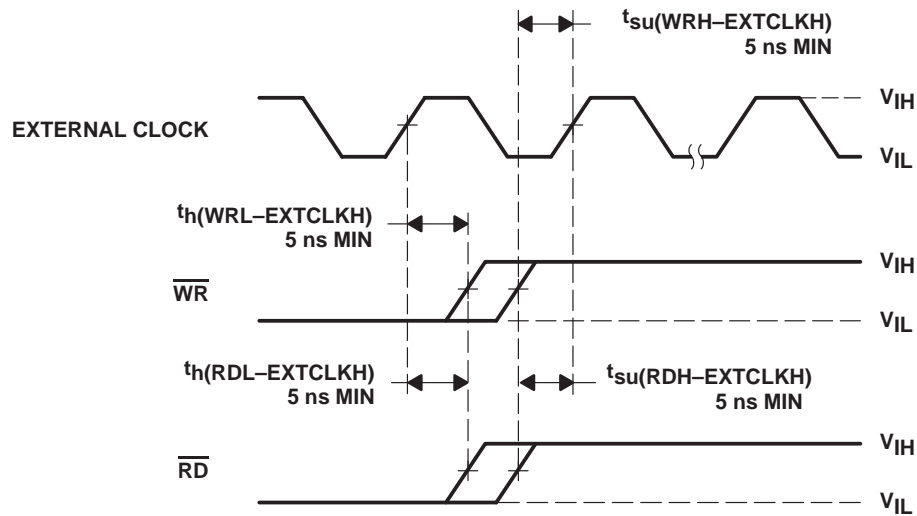 tsu(WRH–EXTCLKH)
5 ns MIN
VIH
EXTERNAL CLOCK
VIL
th(WRL–EXTCLKH)
5 ns MIN
VIH
WR
VIL
th(RDL–EXTCLKH)
5 ns MIN
tsu(RDH–EXTCLKH)
5 ns MIN
VIH
RD
VIL